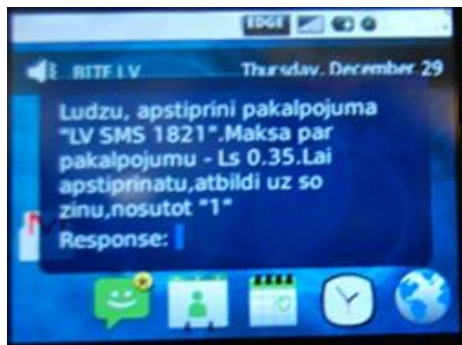 EDGE
BITE LV
Thursday, December 29
Ludzu, apstiprini pakalpojuma
"LV SMS 1821".Maksa par
pakalpojumu - Ls 0.35.Lai
apstiprinatu,atbildi uz so
zinu,nosutot "1"
Response: